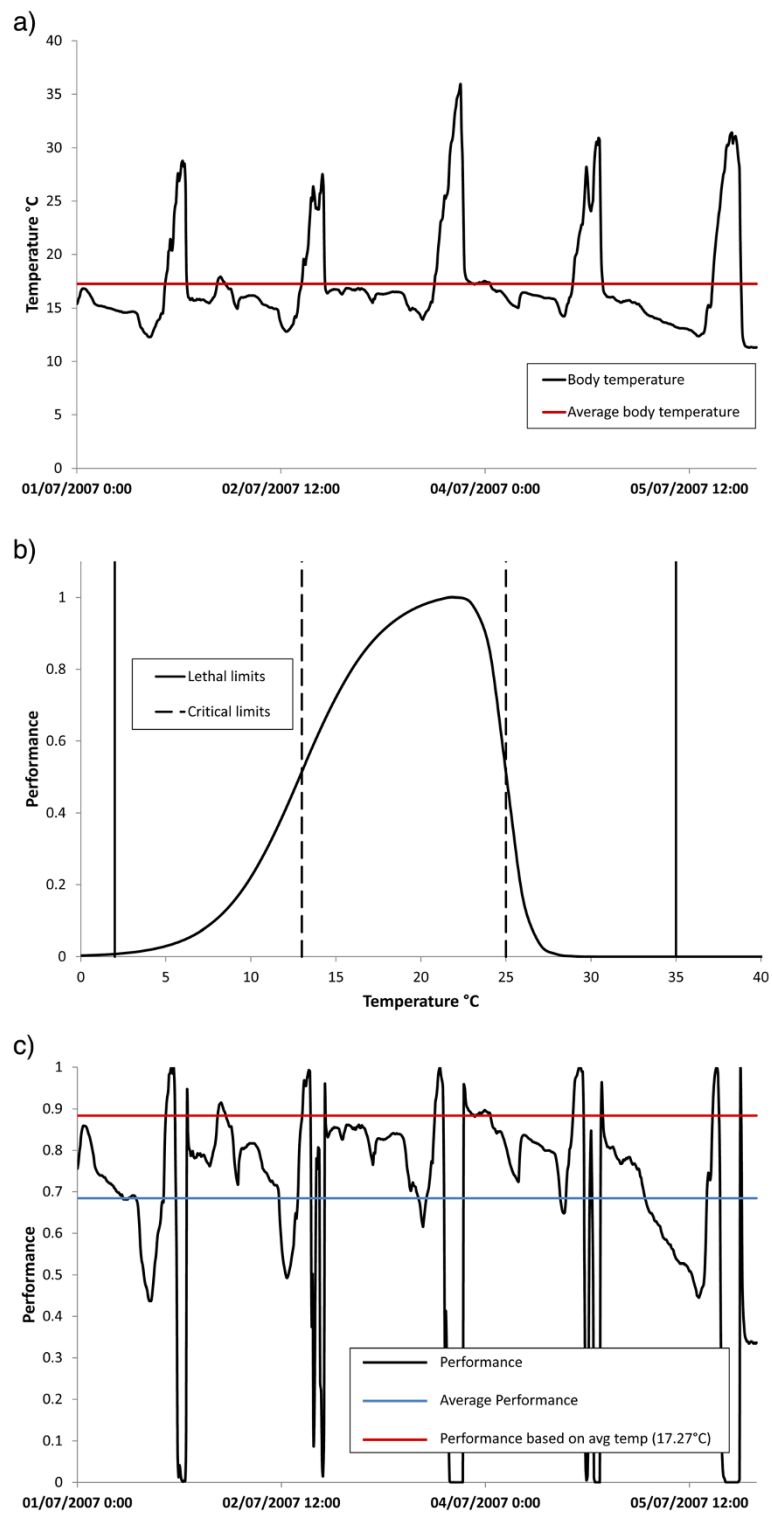 a)
40
35
30
25
20
15
10
5
0
Temperature °C
Body temperature
Average body temperature
01/07/2007 0:00 02/07/2007 12:00 04/07/2007 0:00 05/07/2007 12:00
b)
1
0.8
0.6
0.4
0.2
0
Performance
Lethal limits
Critical limits
0 5 10 15 20 25 30 35 40
Temperature °C
c)
1
0.9
0.8
0.7
0.6
0.5
0.4
0.3
0.2
0.1
0
Performance
Performance
Average Performance
Performance based on avg temp (17.27°C)
01/07/2007 0:00 02/07/2007 12:00 04/07/2007 0:00 05/07/2007 12:00